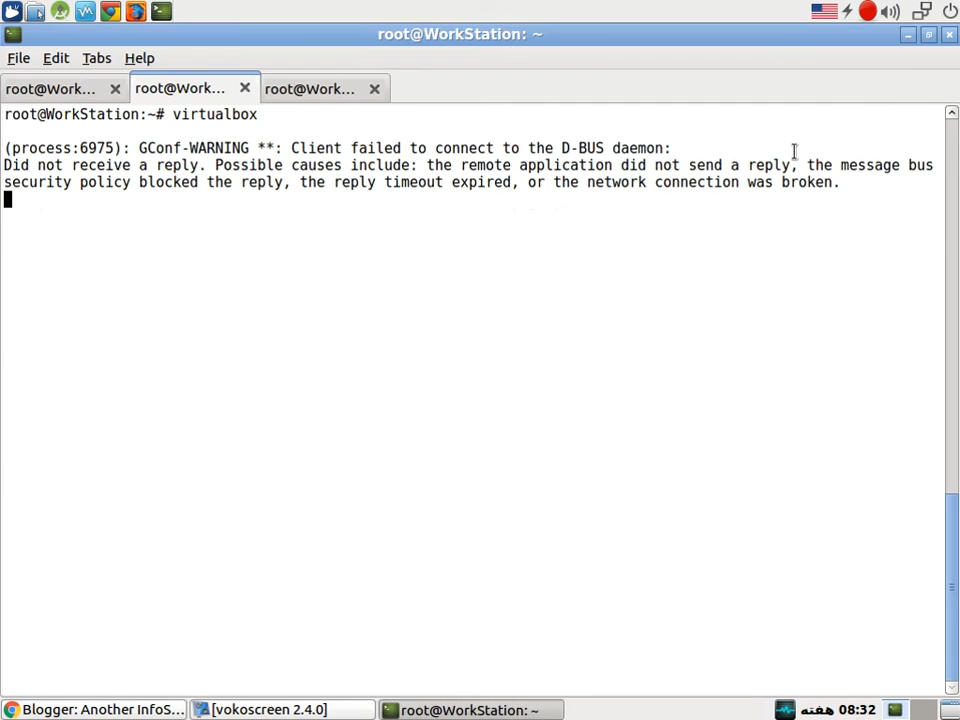 root@WorkStation: ~
File Edit Tabs Help
root@Work... root@Work... root@Work...
root@WorkStation:~# virtualbox
(process:6975): GConf-WARNING **: Client failed to connect to the D-BUS daemon:
Did not receive a reply. Possible causes include: the remote application did not send a reply, the message bus
security policy blocked the reply, the reply timeout expired, or the network connection was broken.
Blogger: Another InfoS... [vokoscreen 2.4.0] root@WorkStation: ~ هفته 08:32